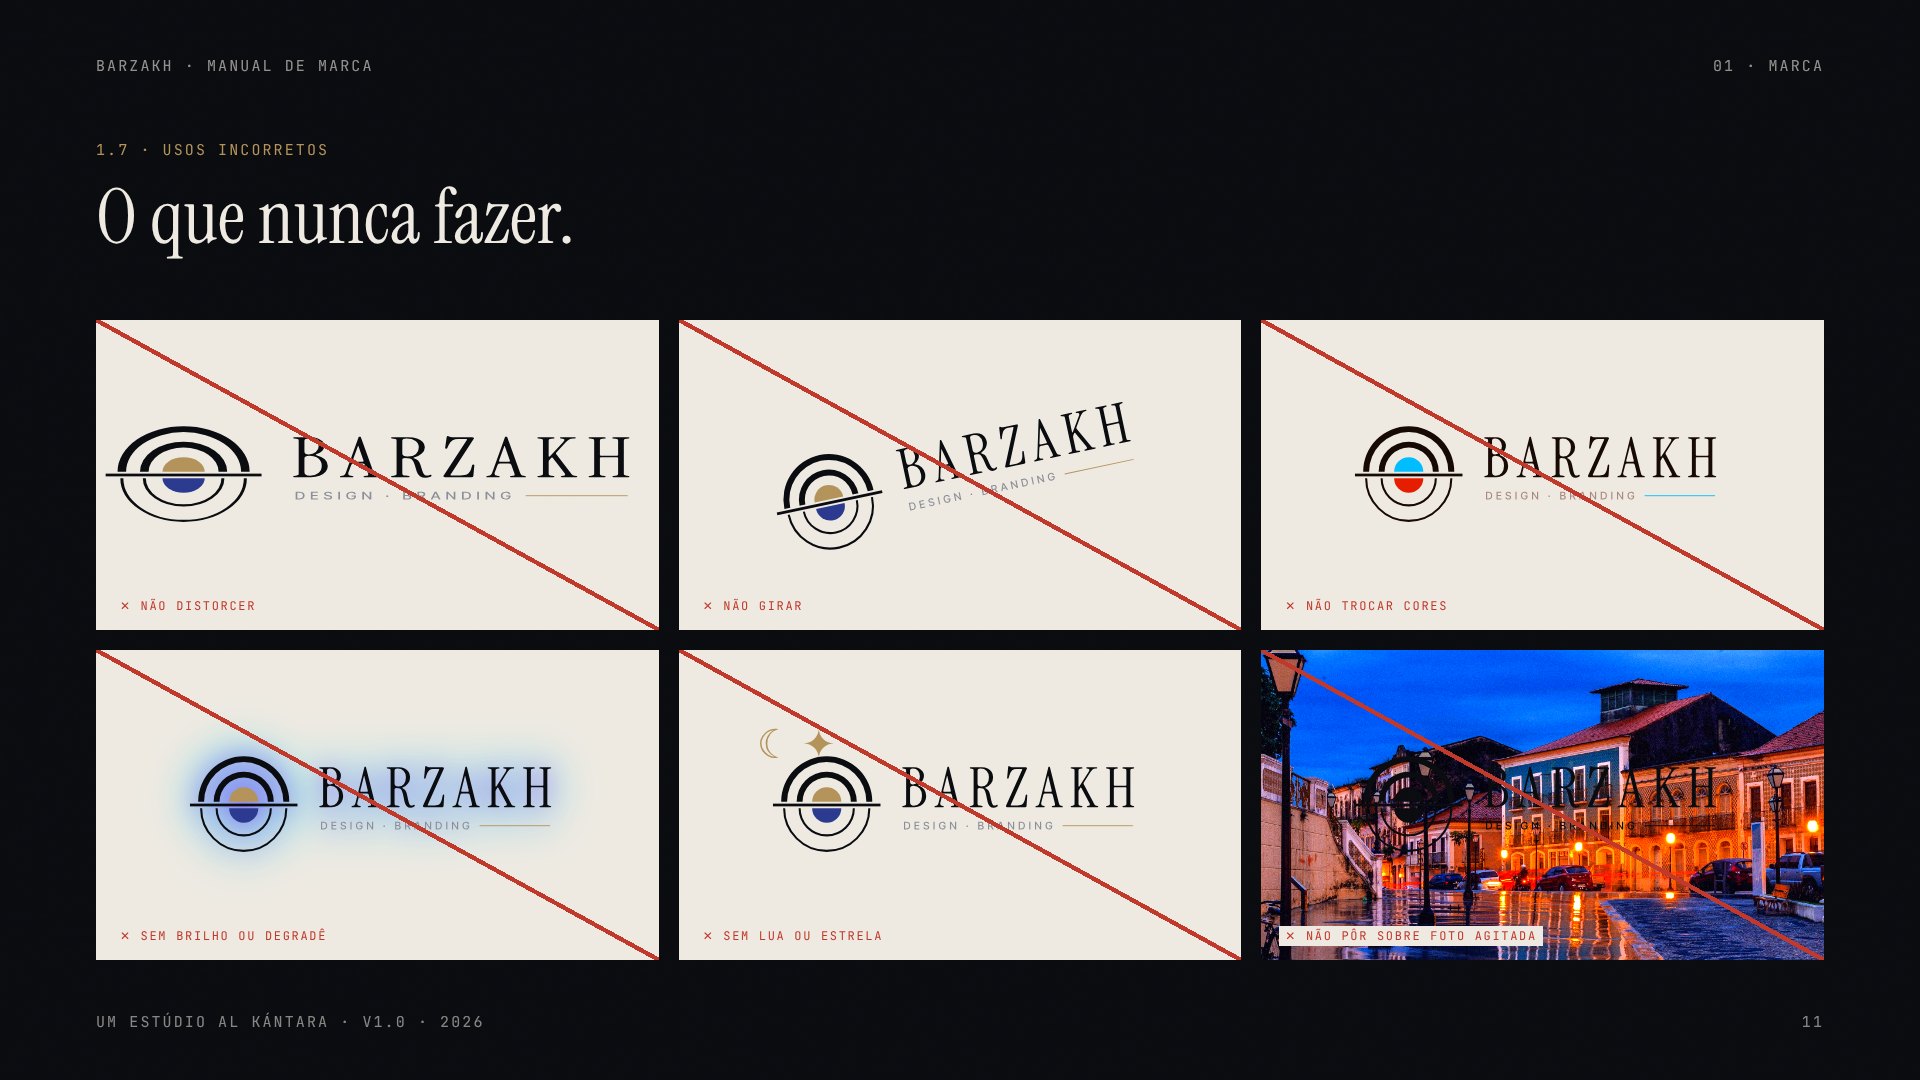 BARZAKH · MANUAL DE MARCA
01 · MARCA
1.7 · USOS INCORRETOS
O que nunca fazer.
BARZAKH
DESIGN · BRANDING
× NÃO DISTORCER
BARZAKH
DESIGN · BRANDING
× NÃO GIRAR
BARZAKH
DESIGN · BRANDING
× NÃO TROCAR CORES
BARZAKH
DESIGN · BRANDING
× SEM BRILHO OU DEGRADÊ
BARZAKH
DESIGN · BRANDING
× SEM LUA OU ESTRELA
BARZAKH
DESIGN · BRANDING
× NÃO PÔR SOBRE FOTO AGITADA
UM ESTÚDIO AL KÁNTARA · V1.0 · 2026
11